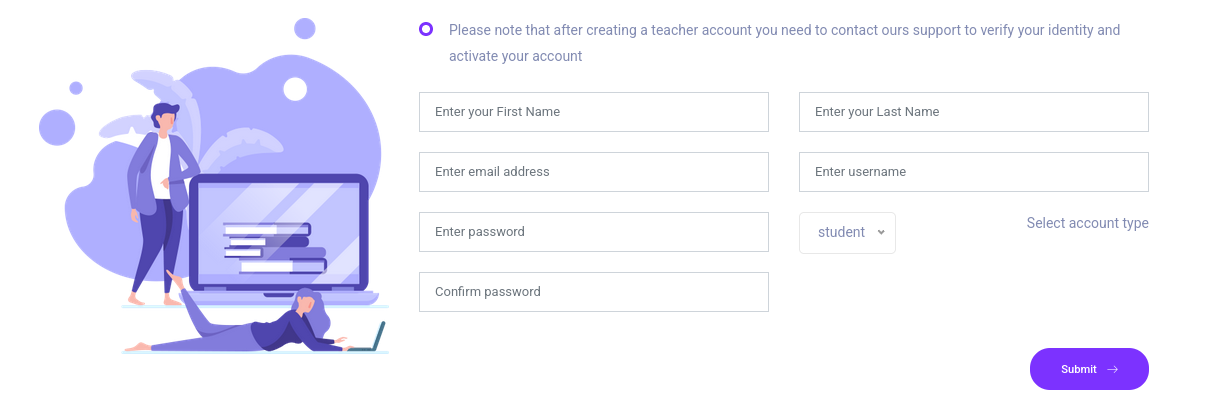 Please note that after creating a teacher account you need to contact ours support to verify your identity and
activate your account
Enter your First Name
Enter your Last Name
Enter email address
Enter username
Enter password
student
Select account type
Confirm password
Submit